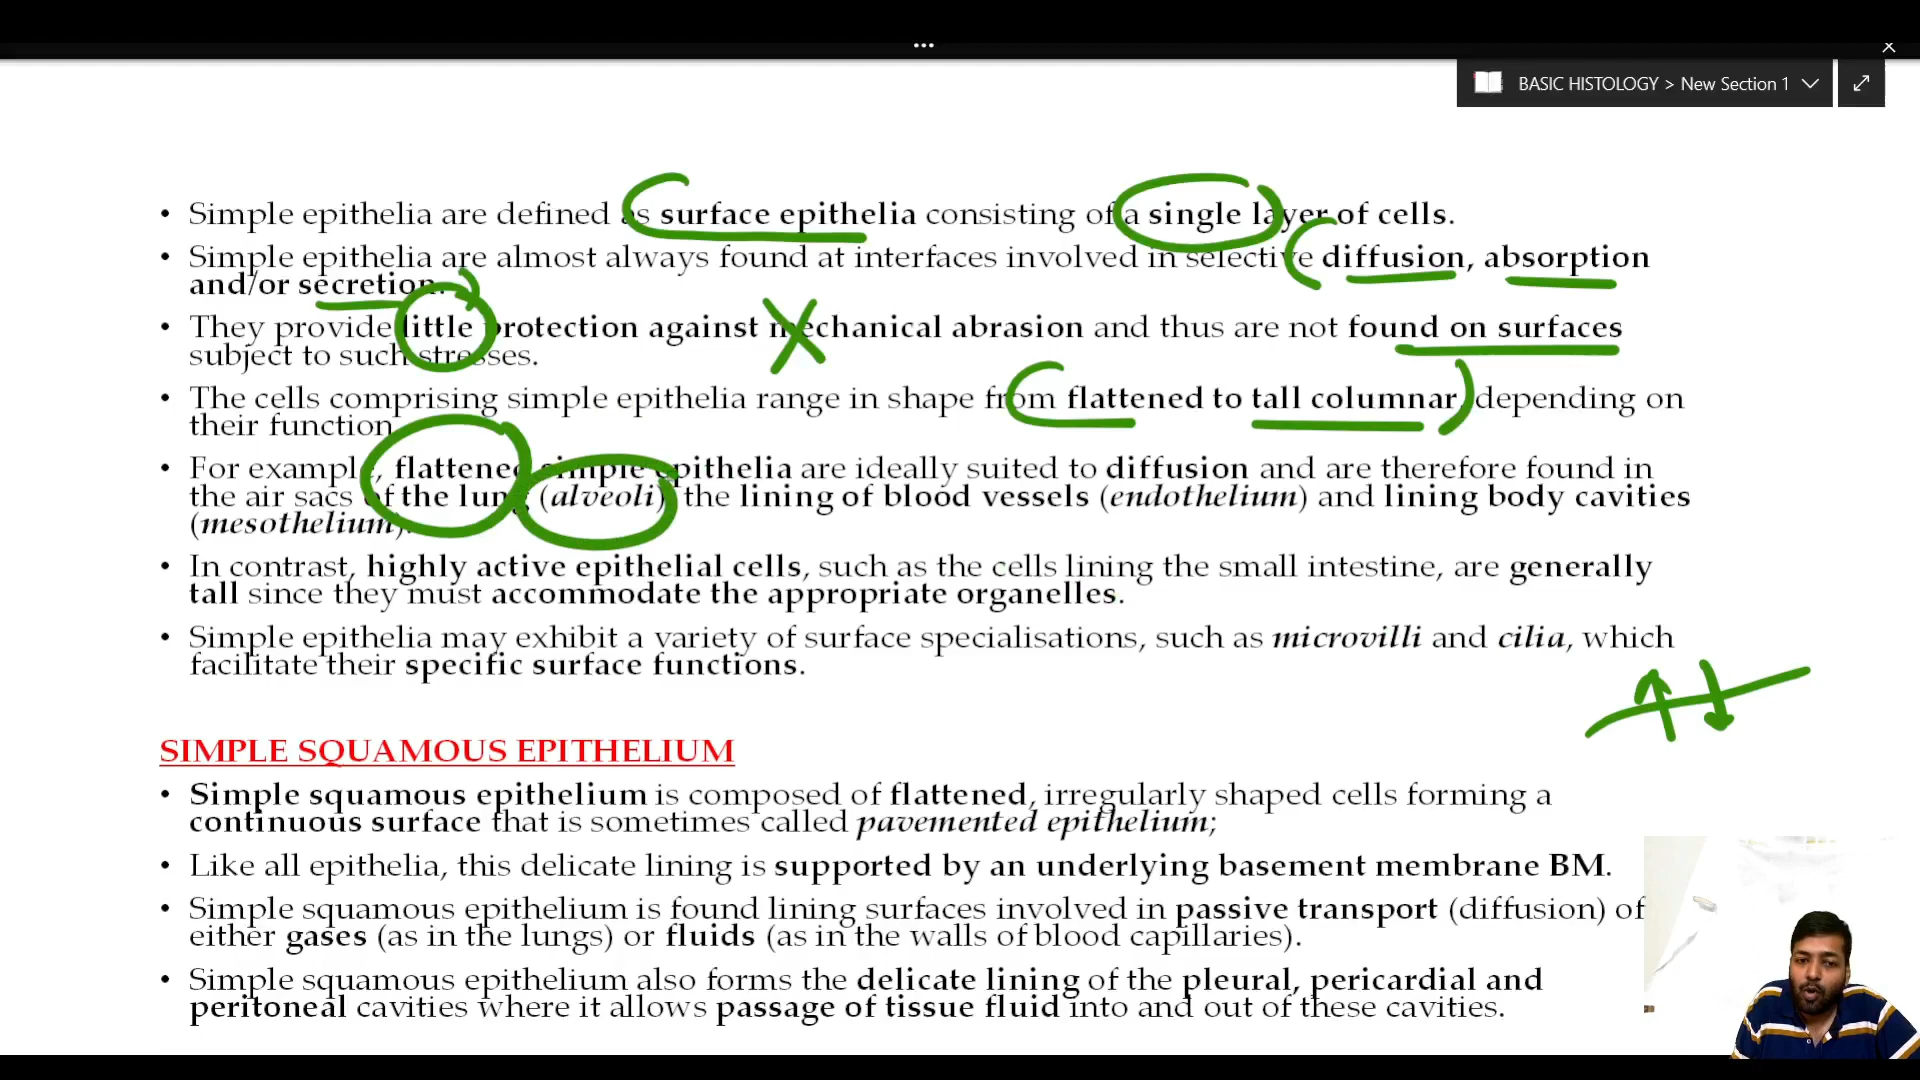 ...
BASIC HISTOLOGY > New Section 1
• Simple epithelia are defined as surface epithelia consisting of a single layer of cells.
• Simple epithelia are almost always found at interfaces involved in selective diffusion, absorption
and/or secretion.
• They provide little protection against mechanical abrasion and thus are not found on surfaces
subject to such stresses.
• The cells comprising simple epithelia range in shape from flattened to tall columnar, depending on
their function.
• For example, flattened simple epithelia are ideally suited to diffusion and are therefore found in
the air sacs of the lung (alveoli), the lining of blood vessels (endothelium) and lining body cavities
(mesothelium).
• In contrast, highly active epithelial cells, such as the cells lining the small intestine, are generally
tall since they must accommodate the appropriate organelles.
• Simple epithelia may exhibit a variety of surface specialisations, such as microvilli and cilia, which
facilitate their specific surface functions.
SIMPLE SQUAMOUS EPITHELIUM
• Simple squamous epithelium is composed of flattened, irregularly shaped cells forming a
continuous surface that is sometimes called pavemented epithelium;
• Like all epithelia, this delicate lining is supported by an underlying basement membrane BM.
• Simple squamous epithelium is found lining surfaces involved in passive transport (diffusion) of
either gases (as in the lungs) or fluids (as in the walls of blood capillaries).
• Simple squamous epithelium also forms the delicate lining of the pleural, pericardial and
peritoneal cavities where it allows passage of tissue fluid into and out of these cavities.